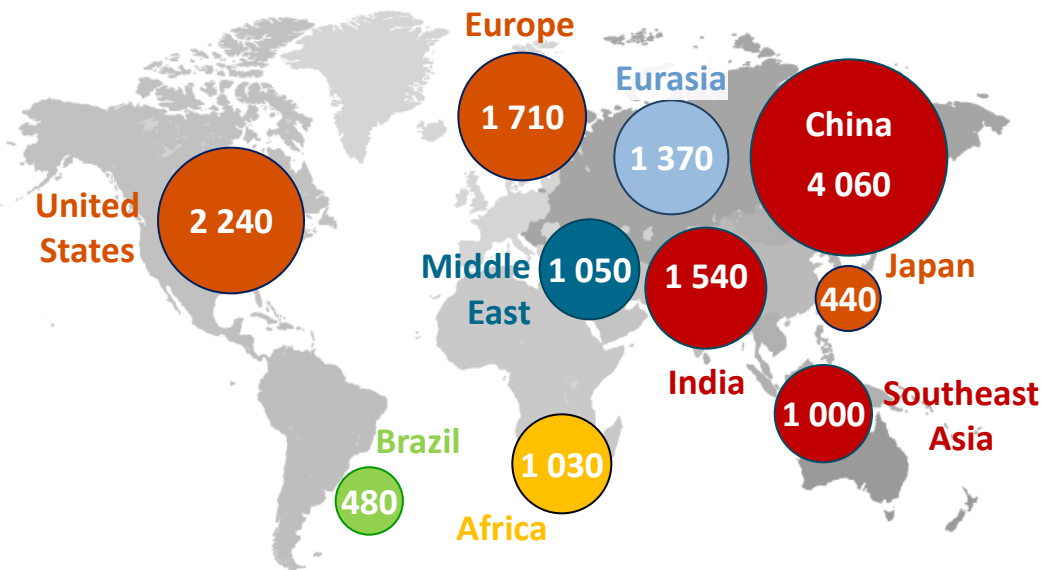 Europe
1 710
Eurasia
1 370
China
4 060
United
States
2 240
Middle
East
1 050
1 540
India
Japan
440
Southeast
Asia
1 000
Brazil
480
1 030
Africa